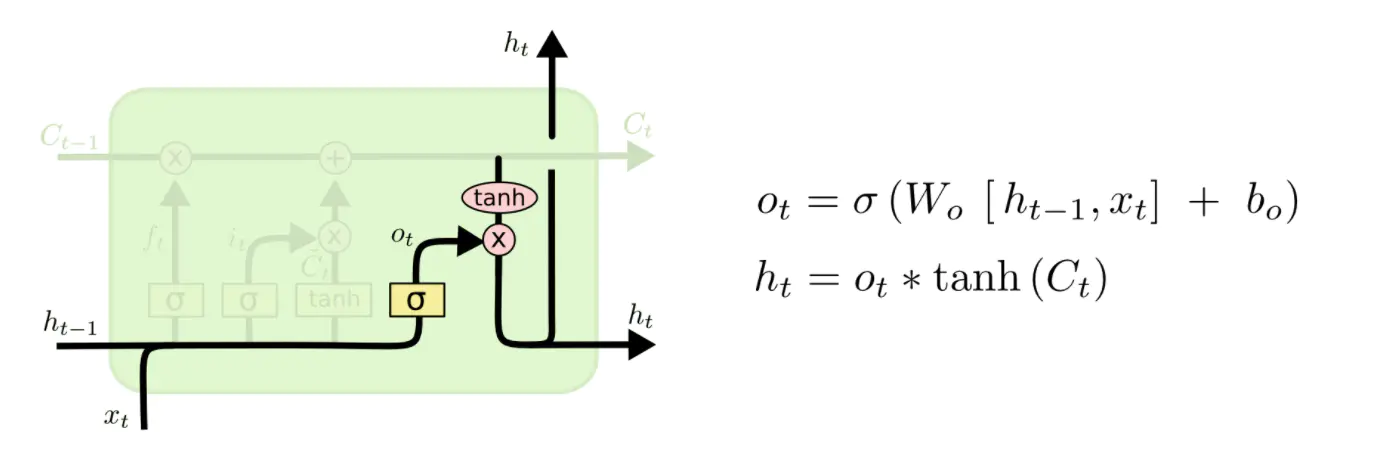 h_t
C_{t-1}
C_t
x
+
tanh
o_t = σ (W_o [h_{t-1}, x_t] + b_o)
f_t
i_t
x
o_t
x
C̃_t
h_t = o_t * tanh (C_t)
σ
σ
tanh
σ
h_{t-1}
h_t
x_t